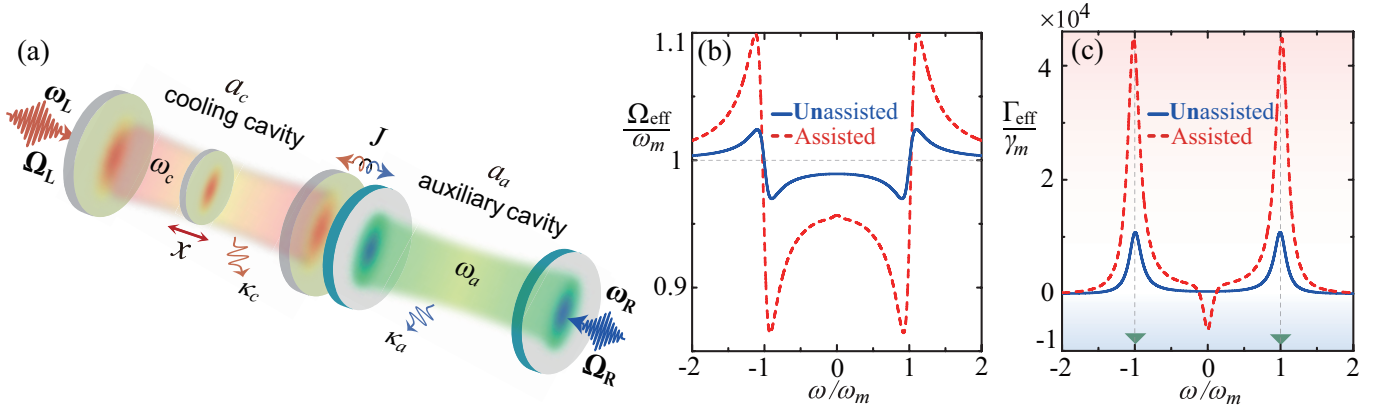 (a)
a_c
cooling cavity
ω_L
Ω_L
ω_c
x
κ_c
J
a_a
auxiliary cavity
ω_a
κ_a
ω_R
Ω_R
(b)
1.1
Ω_eff
ω_m
1
0.9
Unassisted
Assisted
-2 -1 0 1 2
ω/ω_m
×10⁴
(c)
4
Γ_eff
γ_m
2
0
-1
Unassisted
Assisted
-2 -1 0 1 2
ω/ω_m